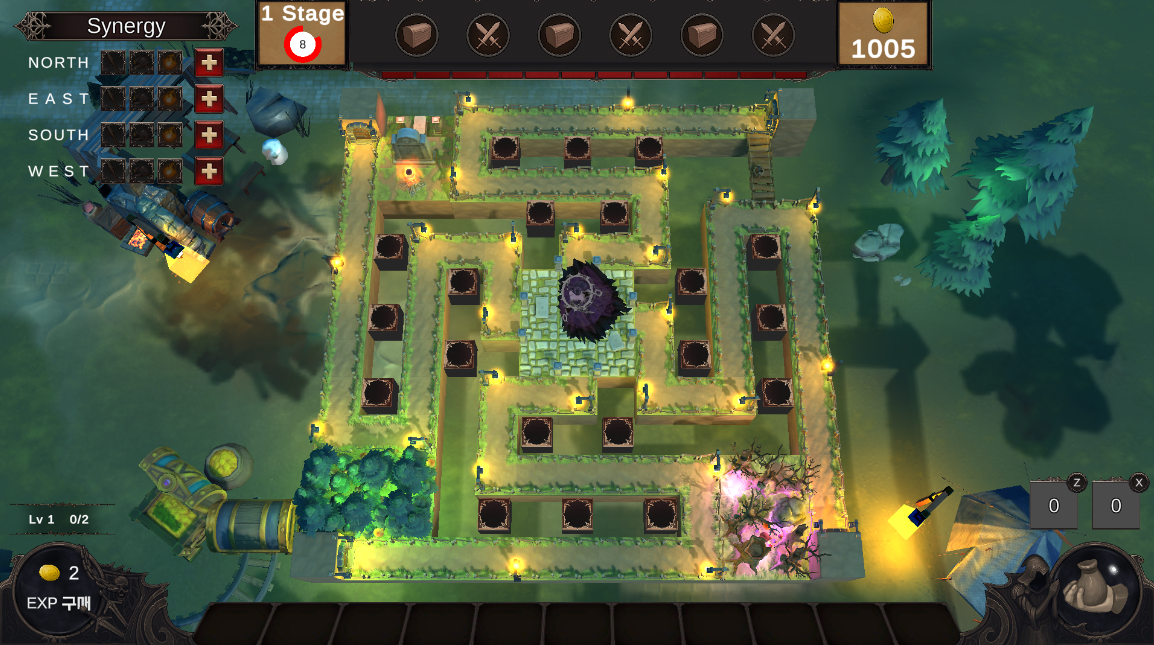 Synergy
1 Stage
8
1005
NORTH
EAST
SOUTH
WEST
Z
X
0
0
Lv 1 0/2
2
EXP 구매